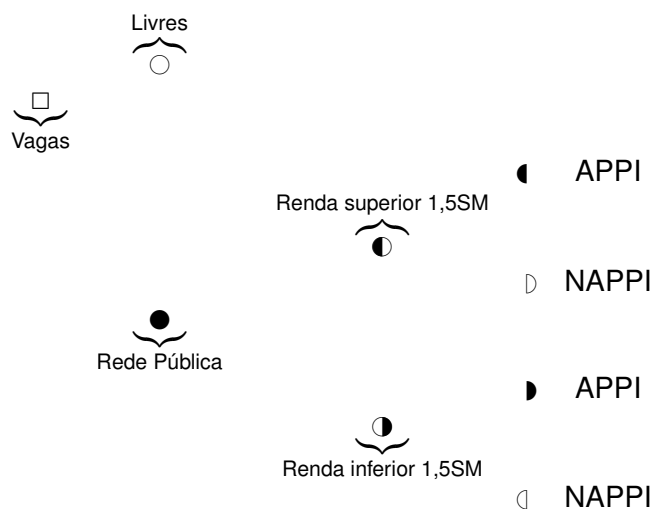 Livres
Vagas
APPI
Renda superior 1,5SM
NAPPI
Rede Pública
APPI
Renda inferior 1,5SM
NAPPI